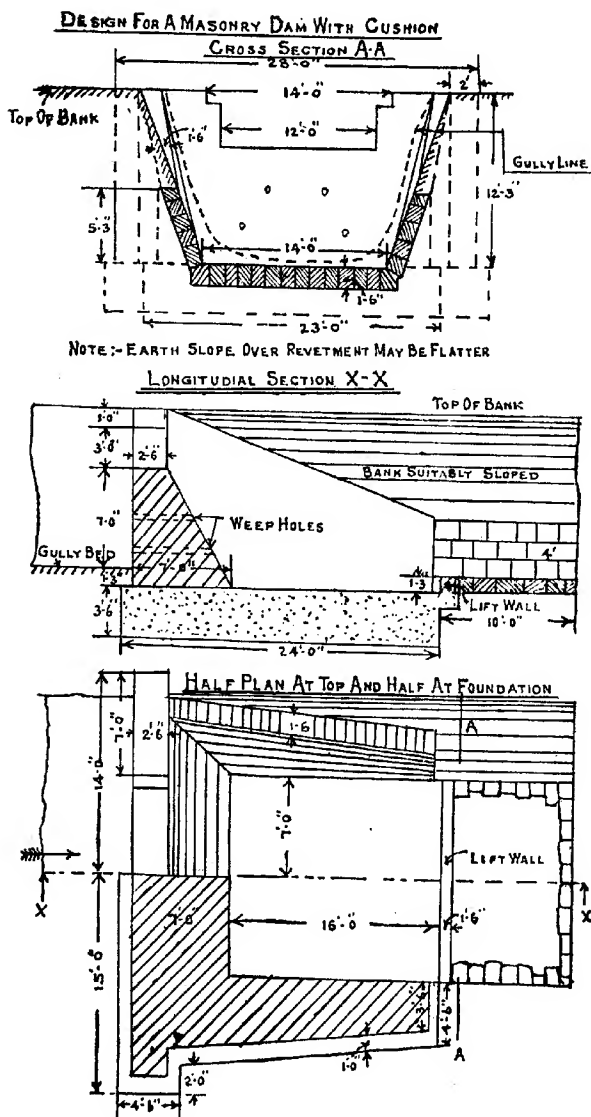 DESIGN FOR A MASONRY DAM WITH CUSHION
CROSS SECTION A-A
28'-0"
14'-0"
2'
TOP OF BANK
12'-0"
1'-6"
GULLY LINE
12'-3"
5'-3"
14'-0"
1'-6"
23'-0"
NOTE:- EARTH SLOPE OVER REVETMENT MAY BE FLATTER
LONGITUDIAL SECTION X-X
TOP OF BANK
3'-0"
2'-6"
BANK SUITABLY SLOPED
7'-0"
WEEP HOLES
4'
GULLY BED
1'-3
LIFT WALL
3'-6
10'-0"
24'-0"
HALF PLAN AT TOP AND HALF AT FOUNDATION
7'-0"
2'-6"
1'-6
A
14'-0"
7'-0"
LIFT WALL
X
X
7'-0"
16'-0"
1'-6"
15'-0"
3'-6"
4'-6"
1'-0"
A
2'-0"
4'-6"